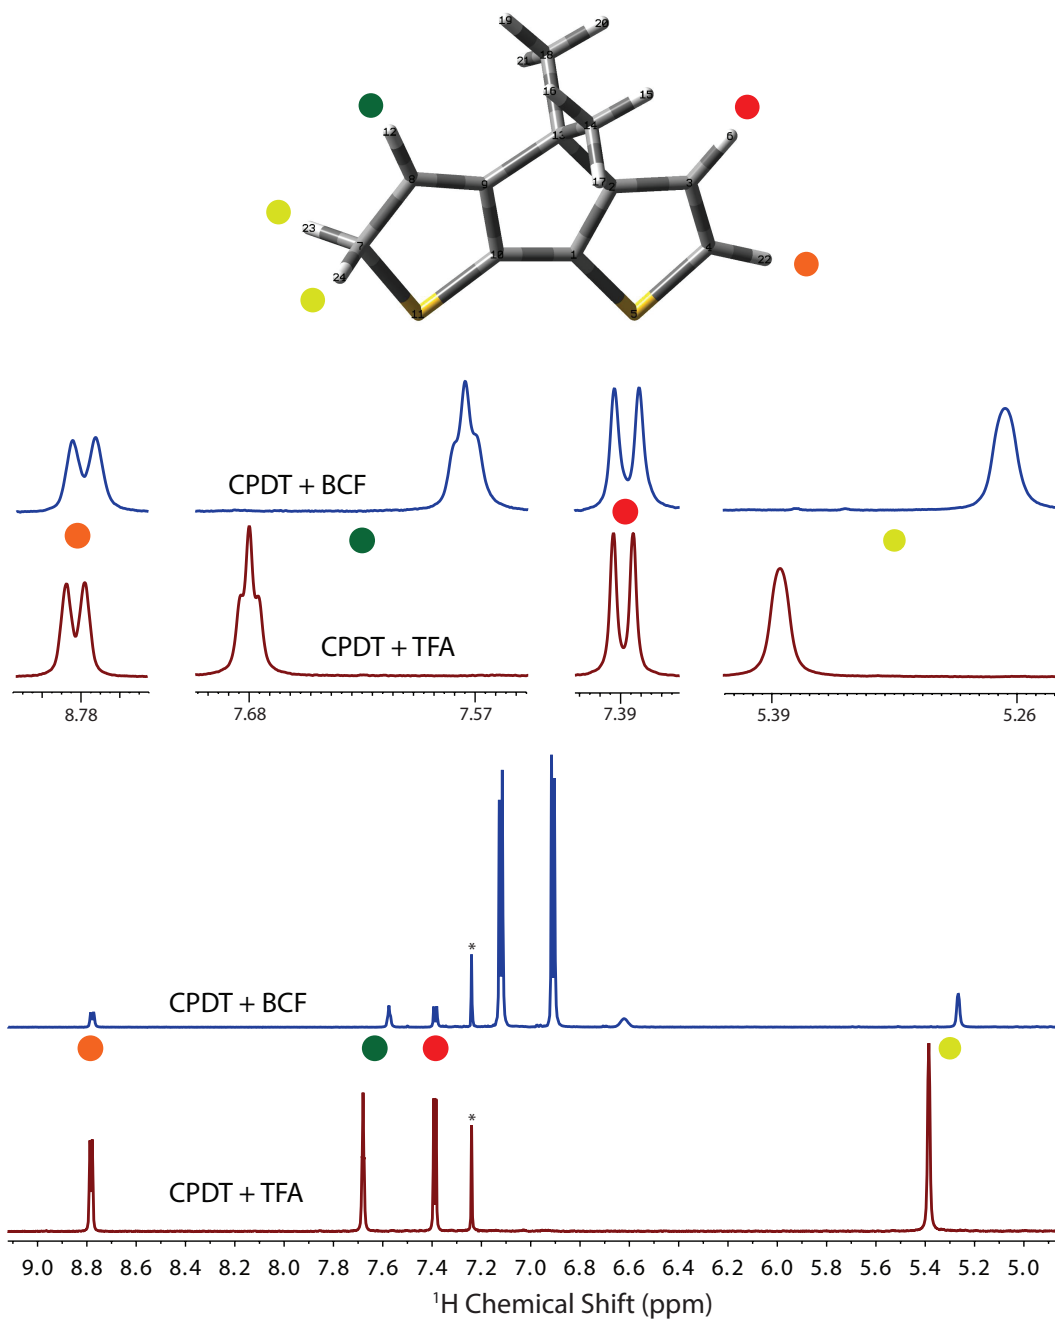 19 20
18
21
16 15
12 14 6
13
8 9 17 2 3
23 7 10 1 4 22
24
11 5
CPDT + BCF
CPDT + TFA
8.78 7.68 7.57 7.39 5.39 5.26
*
CPDT + BCF
*
CPDT + TFA
9.0 8.8 8.6 8.4 8.2 8.0 7.8 7.6 7.4 7.2 7.0 6.8 6.6 6.4 6.2 6.0 5.8 5.6 5.4 5.2 5.0
¹H Chemical Shift (ppm)